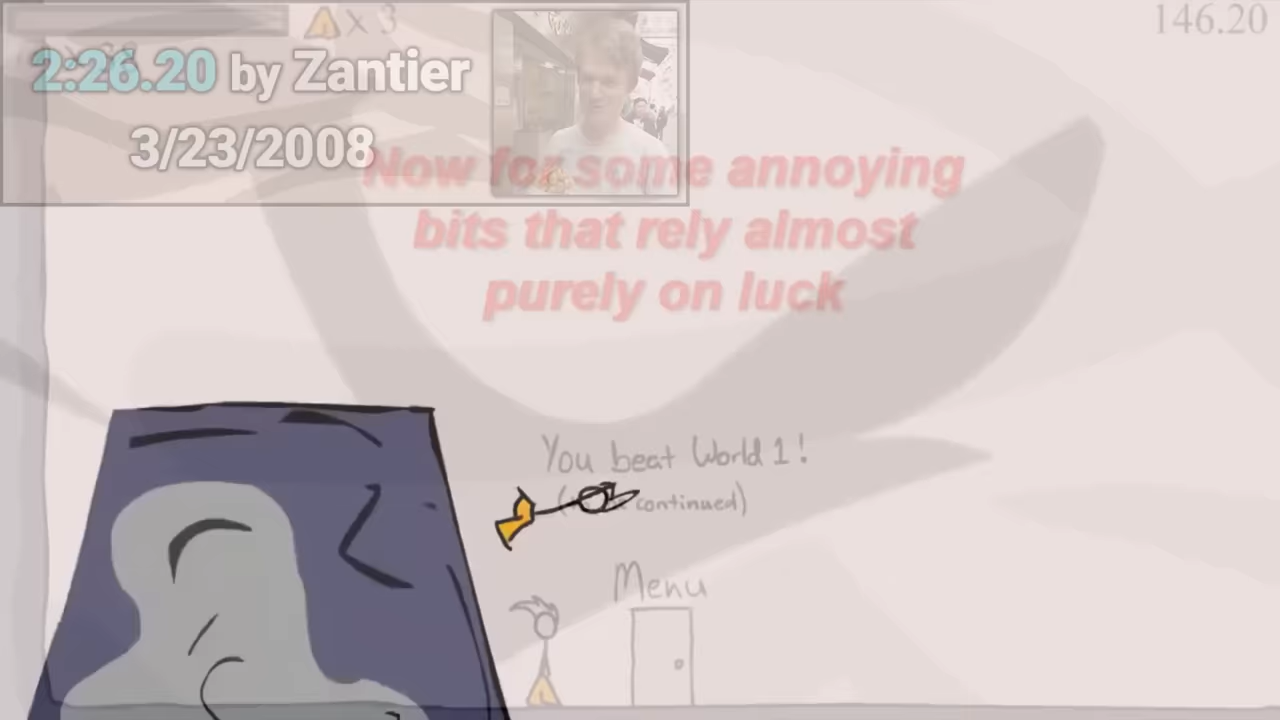 x 3
146.20
2:26.20 by Zantier
3/23/2008
Now for some annoying
bits that rely almost
purely on luck
You beat World 1!
continued)
Menu